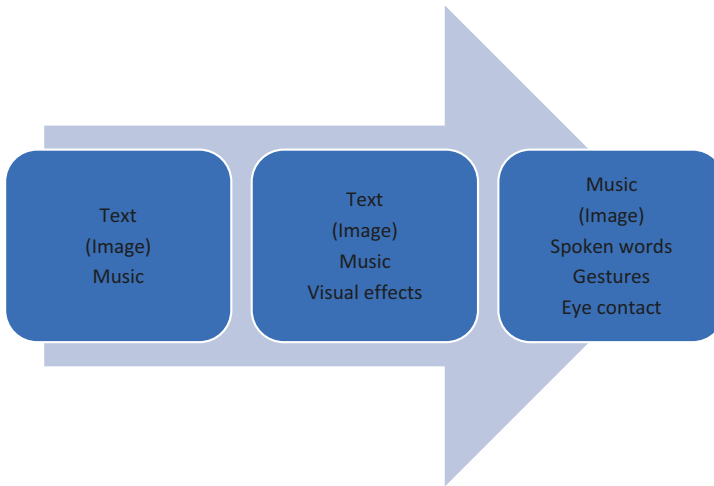 Text
(Image)
Music
Text
(Image)
Music
Visual effects
Music
(Image)
Spoken words
Gestures
Eye contact